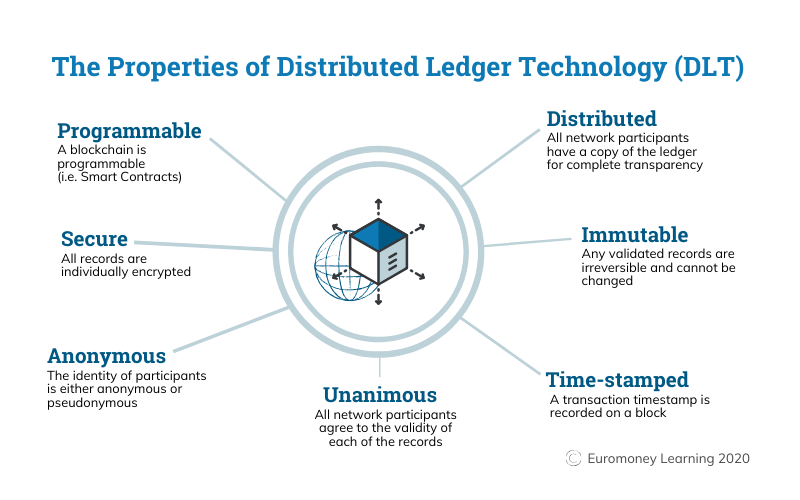 The Properties of Distributed Ledger Technology (DLT)
Programmable
A blockchain is
programmable
(i.e. Smart Contracts)
Distributed
All network participants
have a copy of the ledger
for complete transparency
Secure
All records are
individually encrypted
Immutable
Any validated records are
irreversible and cannot be
changed
Anonymous
The identity of participants
is either anonymous or
pseudonymous
Unanimous
All network participants
agree to the validity of
each of the records
Time-stamped
A transaction timestamp is
recorded on a block
© Euromoney Learning 2020